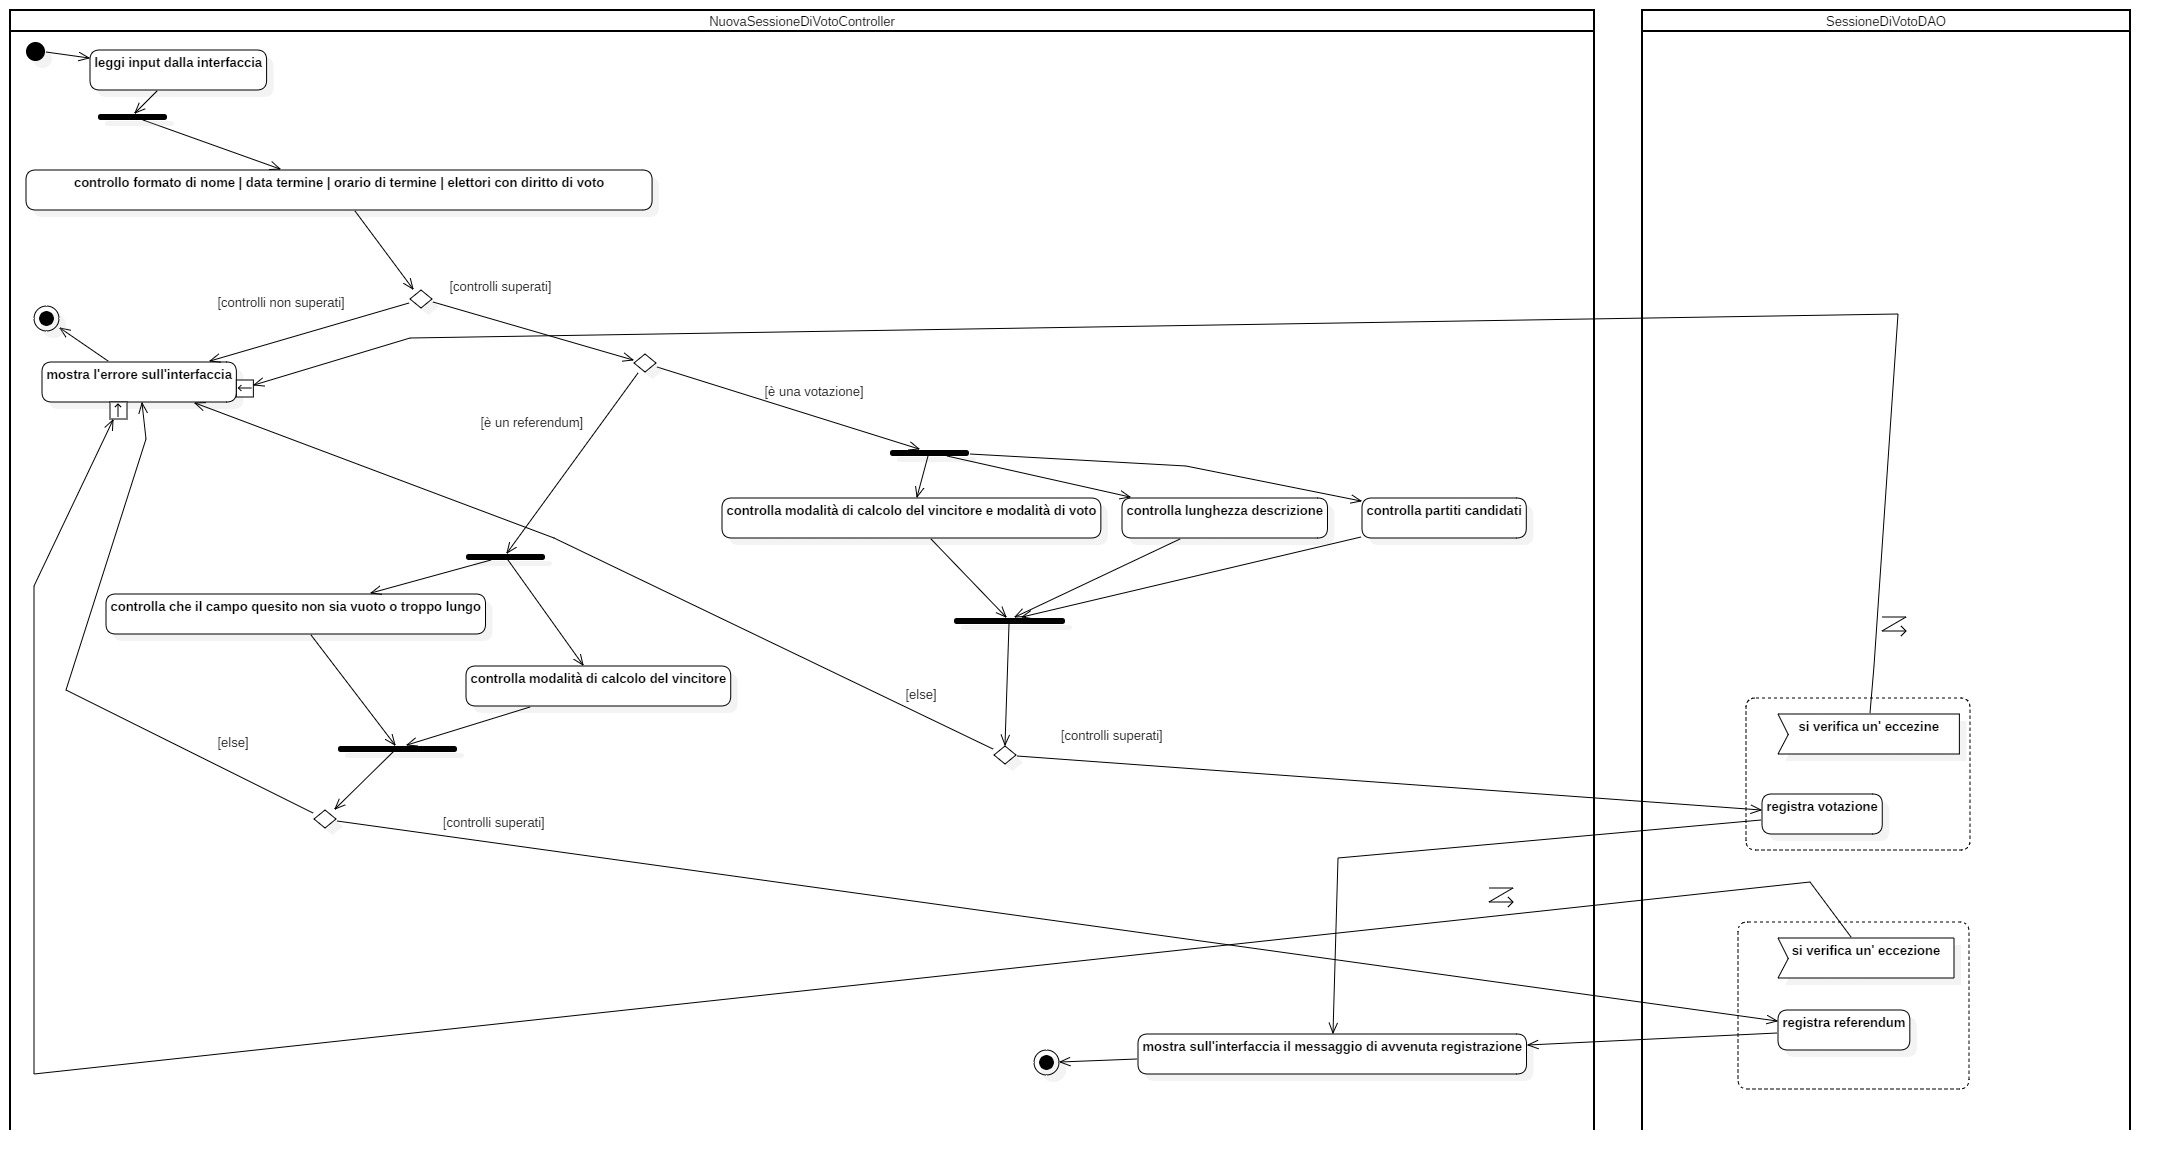 NuovaSessioneDiVotoController
SessioneDiVotoDAO
leggi input dalla interfaccia
controllo formato di nome | data termine | orario di termine | elettori con diritto di voto
[controlli superati]
[controlli non superati]
mostra l'errore sull'interfaccia
[è una votazione]
[è un referendum]
controlla modalità di calcolo del vincitore e modalità di voto
controlla lunghezza descrizione
controlla partiti candidati
controlla che il campo quesito non sia vuoto o troppo lungo
controlla modalità di calcolo del vincitore
[else]
si verifica un' eccezine
[controlli superati]
[else]
registra votazione
[controlli superati]
si verifica un' eccezione
registra referendum
mostra sull'interfaccia il messaggio di avvenuta registrazione